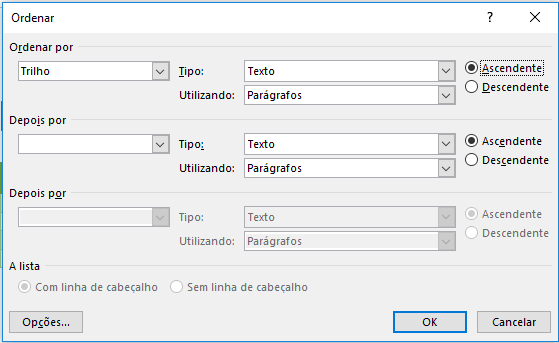 Ordenar
Ordenar por
Trilho Tipo: Texto Ascendente
Utilizando: Parágrafos Descendente
Depois por
Tipo: Texto Ascendente
Utilizando: Parágrafos Descendente
Depois por
Tipo: Texto Ascendente
Utilizando: Parágrafos Descendente
A lista
Com linha de cabeçalho Sem linha de cabeçalho
Opções... OK Cancelar